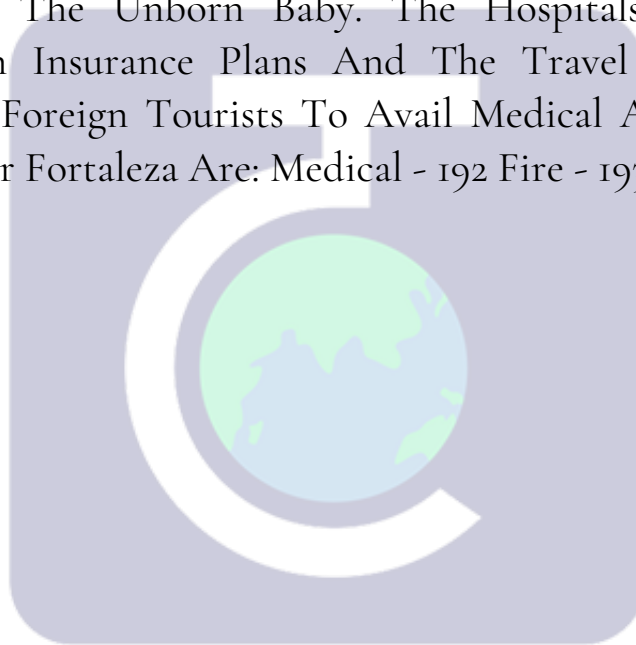 The Unborn Baby. The Hospitals
Insurance Plans And The Travel
Foreign Tourists To Avail Medical
Fortaleza Are: Medical - 192 Fire - 193